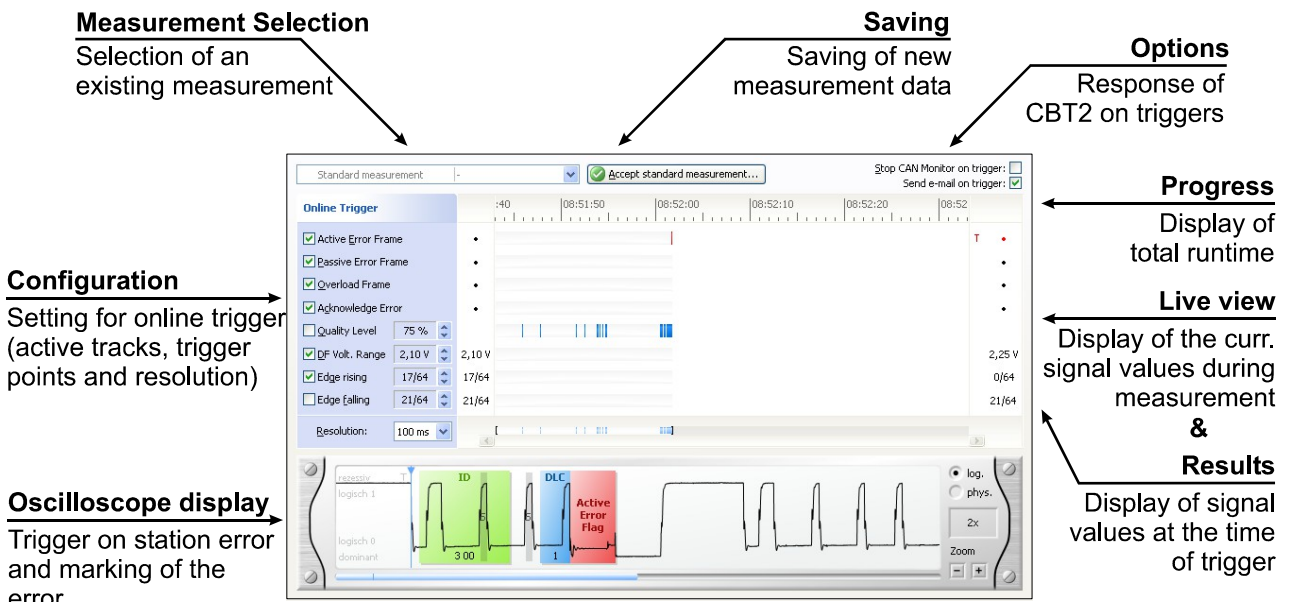 Measurement Selection
Selection of an
existing measurement
Saving
Saving of new
measurement data
Options
Response of
CBT2 on triggers
Standard measurement
-
Accept standard measurement...
Stop CAN Monitor on trigger:
Send e-mail on trigger:
Online Trigger
:40 08:51:50 08:52:00 08:52:10 08:52:20 08:52
Active Error Frame
T
Passive Error Frame
Overload Frame
Acknowledge Error
Quality Level 75 %
DF Volt. Range 2,10 V 2,10 V 2,25 V
Edge rising 17/64 17/64 0/64
Edge falling 21/64 21/64 21/64
Resolution: 100 ms
Progress
Display of
total runtime
Configuration
Setting for online trigger
(active tracks, trigger
points and resolution)
Live view
Display of the curr.
signal values during
measurement
&
Results
Display of signal
values at the time
of trigger
Oscilloscope display
Trigger on station error
and marking of the
error
rezessiv T
logisch 1
logisch 0
dominant
ID
S
3 00
S
DLC
1
Active
Error
Flag
log.
phys.
2x
Zoom
- +